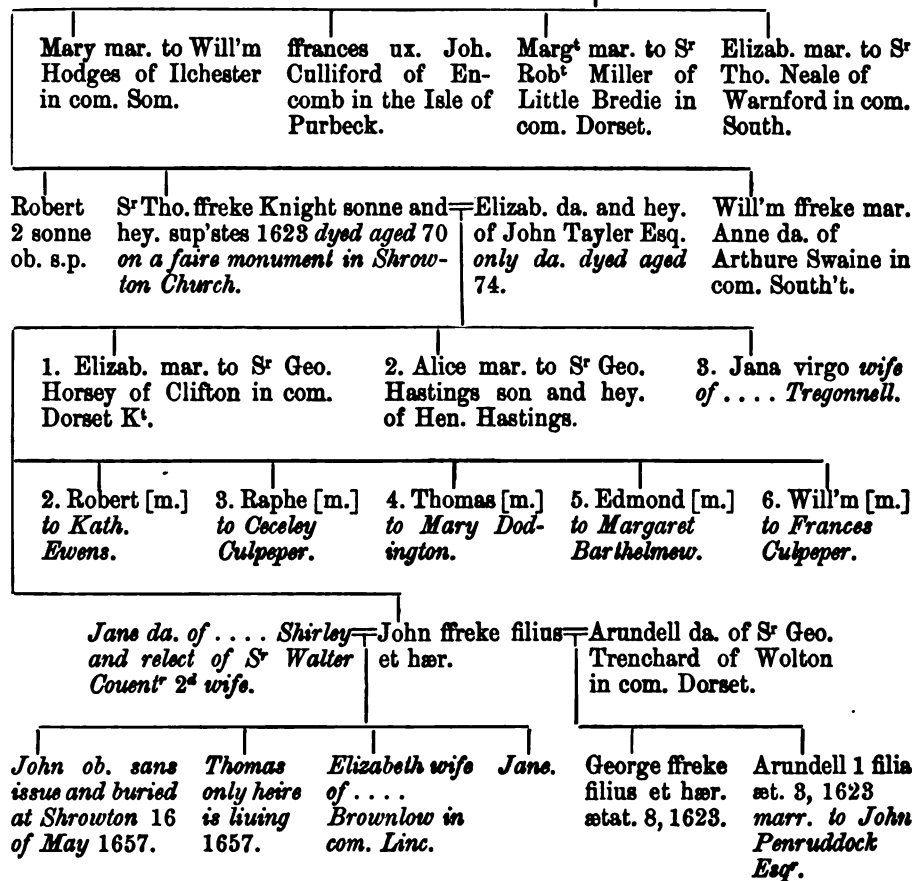 Mary mar. to Will'm
Hodges of Ilchester
in com. Som.
ffrances ux. Joh.
Culliford of En-
comb in the Isle of
Purbeck.
Margᵗ mar. to Sʳ
Robᵗ Miller of
Little Bredie in
com. Dorset.
Elizab. mar. to Sʳ
Tho. Neale of
Warnford in com.
South.
Robert
2 sonne
ob. s.p.
Sʳ Tho. ffreke Knight sonne and
hey. sup'stes 1623 dyed aged 70
on a faire monument in Shrow-
ton Church.
Elizab. da. and hey.
of John Tayler Esq.
only da. dyed aged
74.
Will'm ffreke mar.
Anne da. of
Arthure Swaine in
com. South't.
1. Elizab. mar. to Sʳ Geo.
Horsey of Clifton in com.
Dorset Kᵗ.
2. Alice mar. to Sʳ Geo.
Hastings son and hey.
of Hen. Hastings.
3. Jana virgo wife
of .... Tregonnell.
2. Robert [m.]
to Kath.
Ewens.
3. Raphe [m.]
to Ceceley
Culpeper.
4. Thomas [m.]
to Mary Dod-
ington.
5. Edmond [m.]
to Margaret
Barthelmew.
6. Will'm [m.]
to Frances
Culpeper.
Jane da. of .... Shirley
and relect of Sʳ Walter
Couentʳ 2ᵈ wife.
John ffreke filius
et hær.
Arundell da. of Sʳ Geo.
Trenchard of Wolton
in com. Dorset.
John ob. sans
issue and buried
at Shrowton 16
of May 1657.
Thomas
only heire
is liuing
1657.
Elizabeth wife
of ....
Brownlow in
com. Linc.
Jane.
George ffreke
filius et hær.
ætat. 8, 1623.
Arundell 1 filia
æt. 3, 1623
marr. to John
Penruddock
Esqʳ.